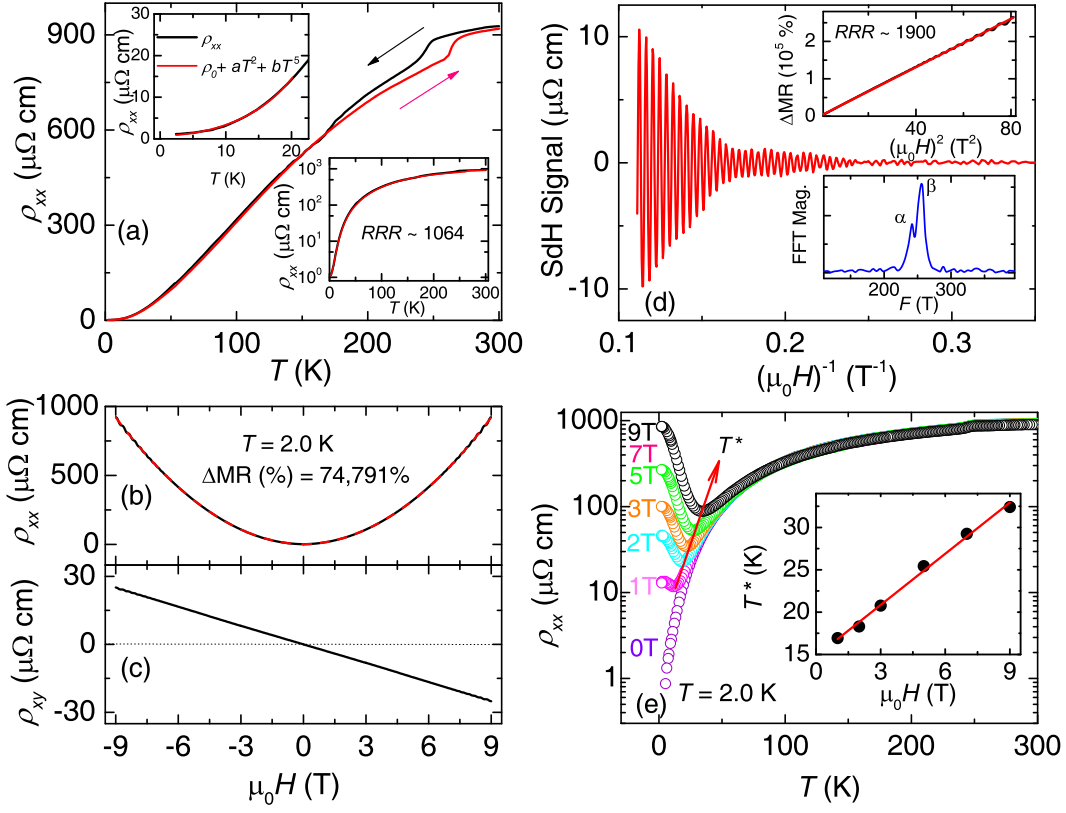 900
600
300
0
ρxx (μΩ cm)
0
100
200
300
T (K)
(a)
30
20
10
0
ρxx (μΩ cm)
ρxx
ρ0 + aT² + bT⁵
0
10
20
T (K)
10³
10²
10¹
10⁰
ρxx (μΩ cm)
RRR ~ 1064
0
100
200
300
T (K)
10
0
-10
SdH Signal (μΩ cm)
0.1
0.2
0.3
(μ0H)⁻¹ (T⁻¹)
(d)
RRR ~ 1900
ΔMR (10⁵ %)
2
0
40
80
(μ0H)² (T²)
FFT Mag.
α
β
200
300
F (T)
1000
500
0
ρxx (μΩ cm)
T = 2.0 K
ΔMR (%) = 74,791%
(b)
30
0
-30
ρxy (μΩ cm)
(c)
-9
-6
-3
0
3
6
9
μ0H (T)
1000
100
10
1
ρxx (μΩ cm)
9T
7T
5T
3T
2T
1T
0T
T*
T = 2.0 K
(e)
0
100
200
300
T (K)
30
25
20
15
T* (K)
0
3
6
9
μ0H (T)